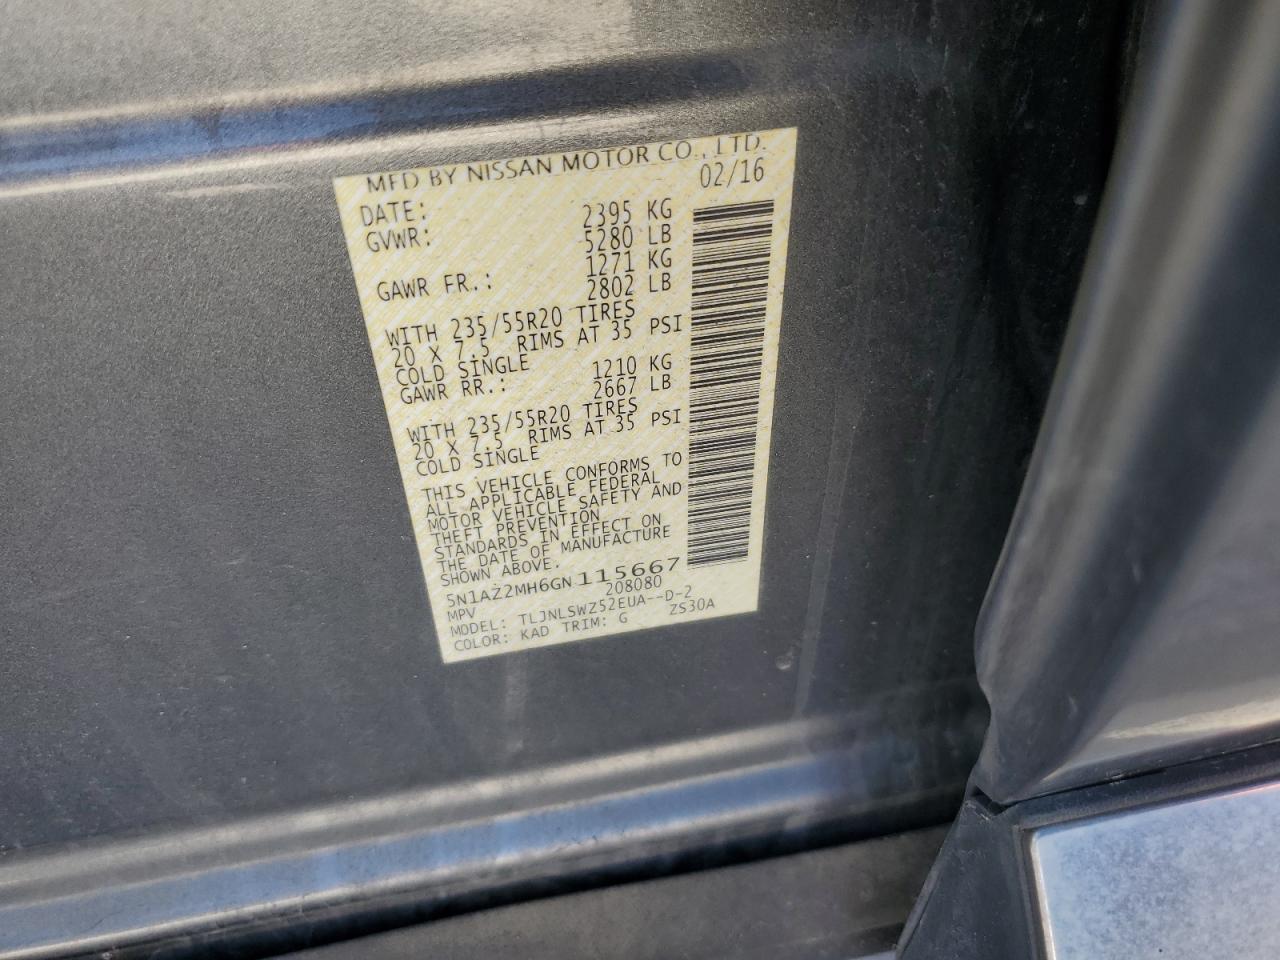 MFD BY NISSAN MOTOR CO., LTD.
DATE: 02/16
GVWR: 2395 KG
5280 LB
GAWR FR.: 1271 KG
2802 LB
WITH 235/55R20 TIRES
20 X 7.5 RIMS AT 35 PSI
COLD SINGLE
GAWR RR.: 1210 KG
2667 LB
WITH 235/55R20 TIRES
20 X 7.5 RIMS AT 35 PSI
COLD SINGLE
THIS VEHICLE CONFORMS TO
ALL APPLICABLE FEDERAL
MOTOR VEHICLE SAFETY AND
THEFT PREVENTION
STANDARDS IN EFFECT ON
THE DATE OF MANUFACTURE
SHOWN ABOVE.
5N1AZ2MH6GN115667
MPV 208080
MODEL: TLJNLSWZ52EUA--D-2
COLOR: KAD TRIM: G ZS30A